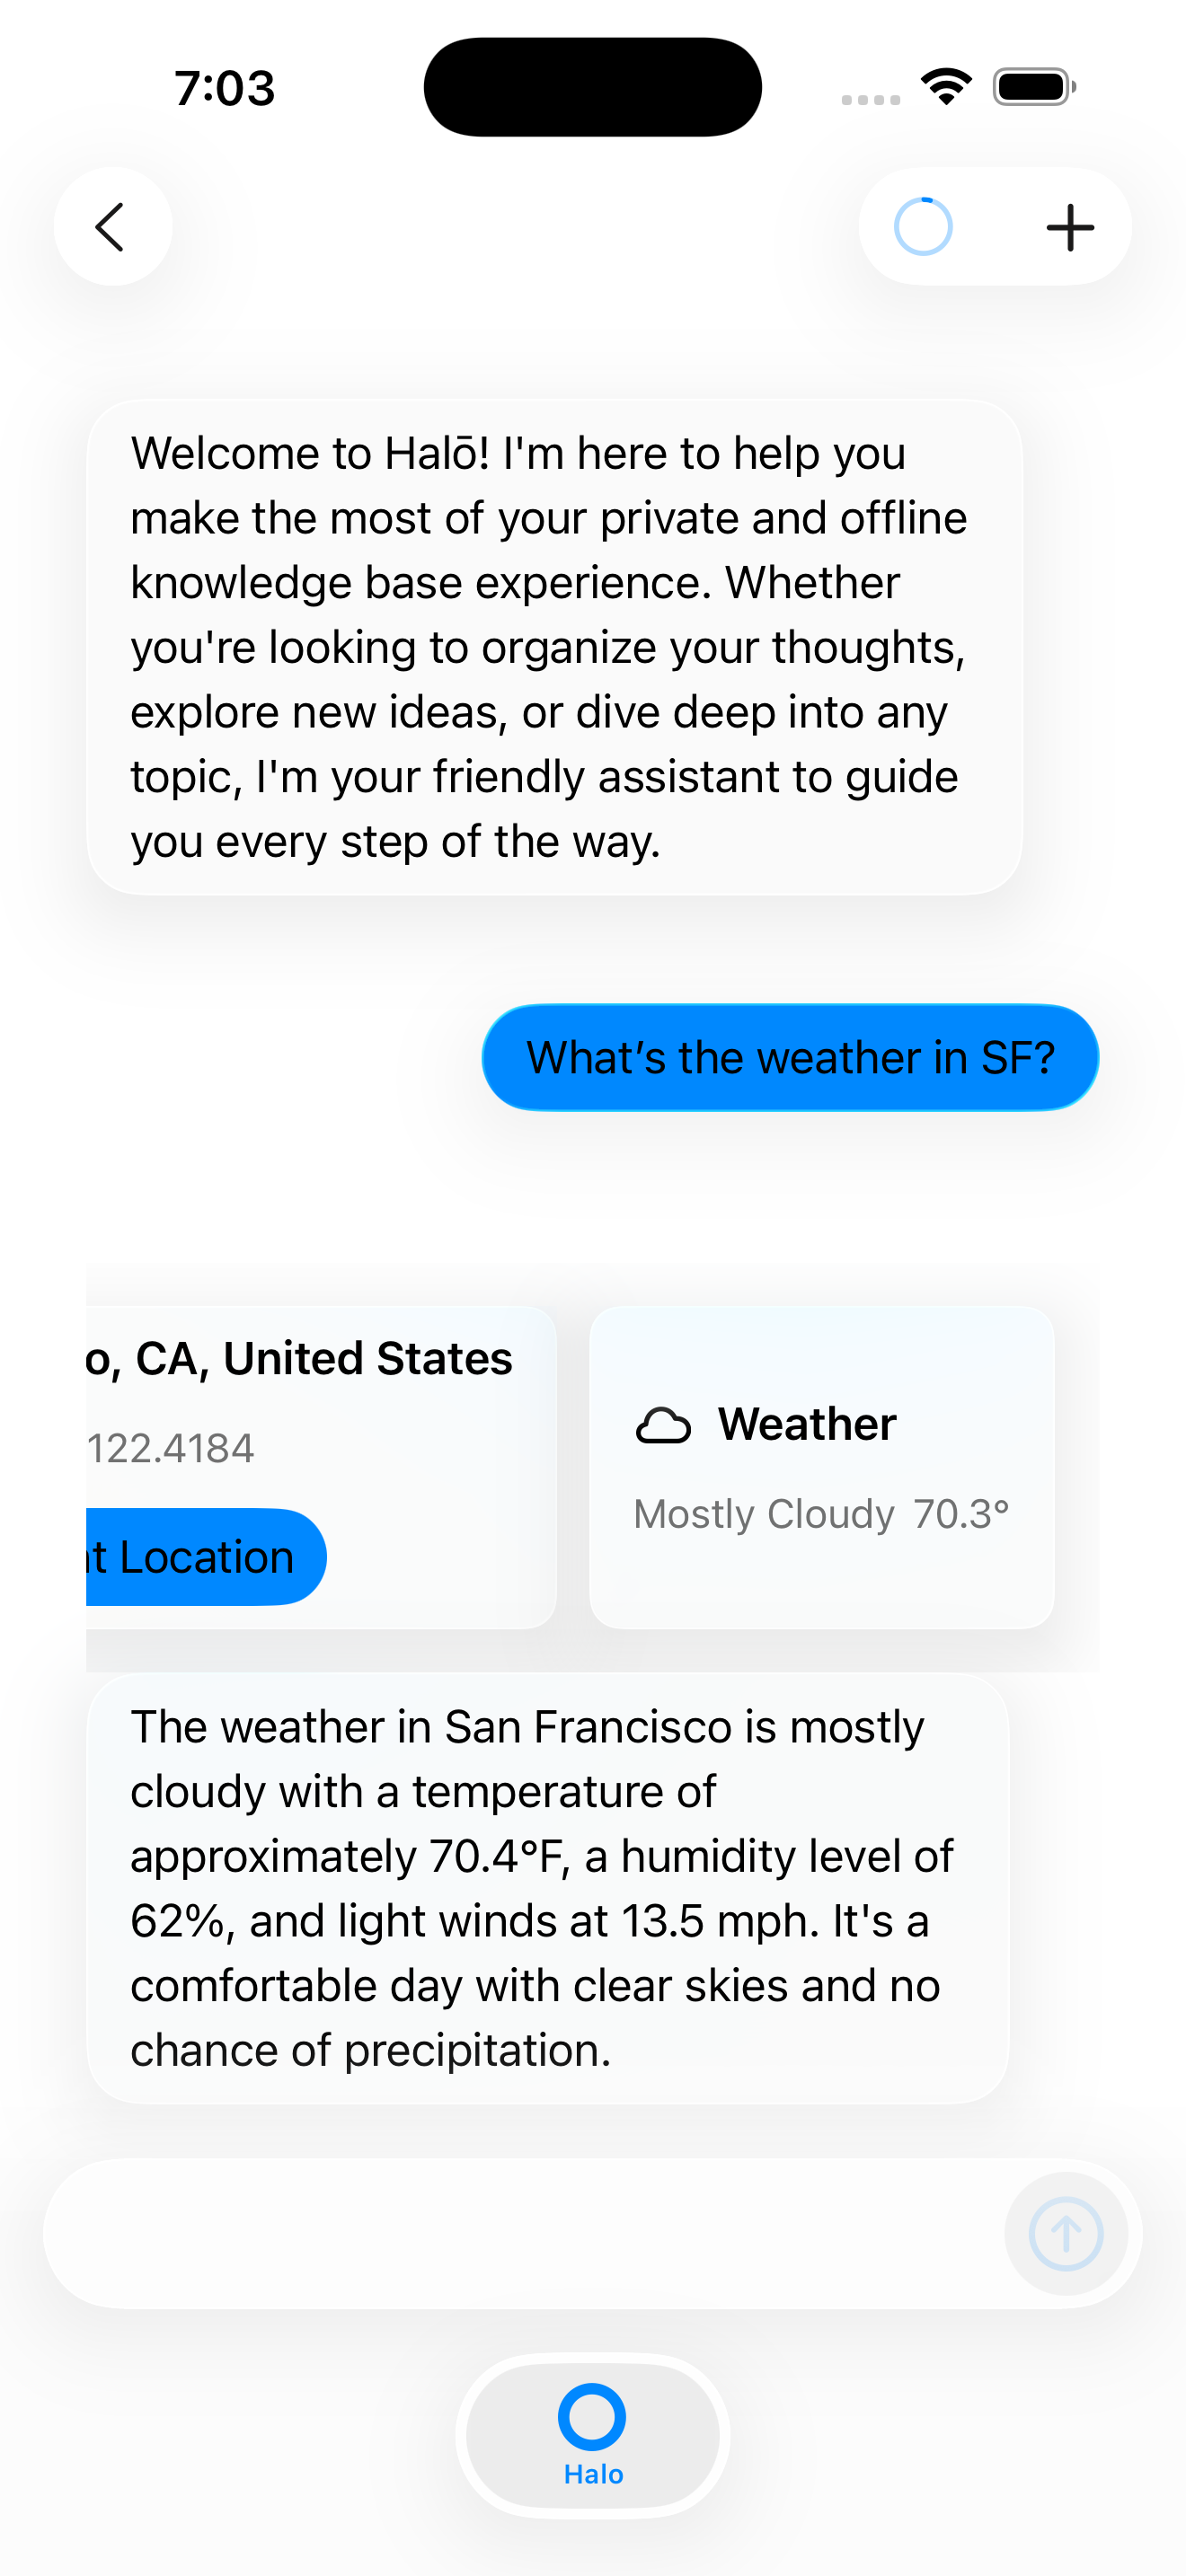 7:03
Welcome to Halō! I'm here to help you
make the most of your private and offline
knowledge base experience. Whether
you're looking to organize your thoughts,
explore new ideas, or dive deep into any
topic, I'm your friendly assistant to guide
you every step of the way.
What’s the weather in SF?
o, CA, United States
122.4184
t Location
Weather
Mostly Cloudy 70.3°
The weather in San Francisco is mostly
cloudy with a temperature of
approximately 70.4°F, a humidity level of
62%, and light winds at 13.5 mph. It's a
comfortable day with clear skies and no
chance of precipitation.
Halo